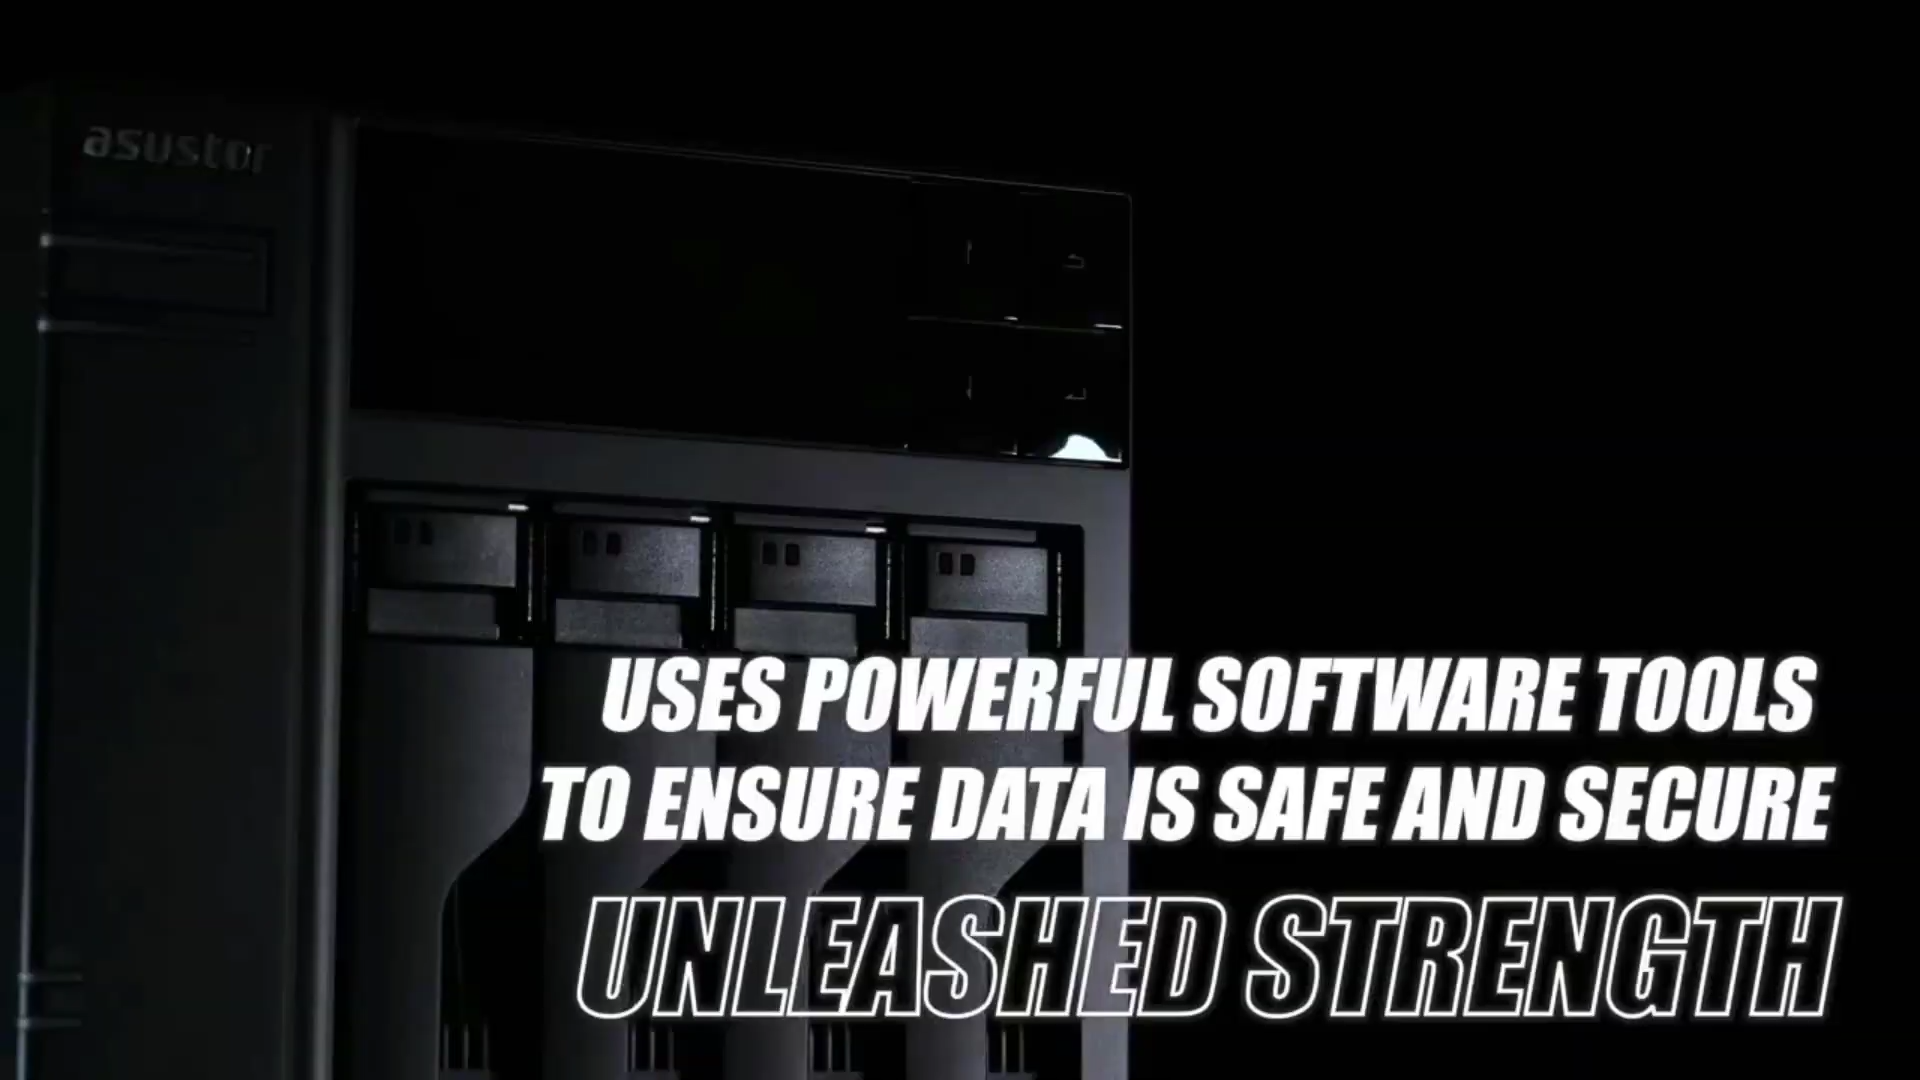 asustor
USES POWERFUL SOFTWARE TOOLS
TO ENSURE DATA IS SAFE AND SECURE
UNLEASHED STRENGTH